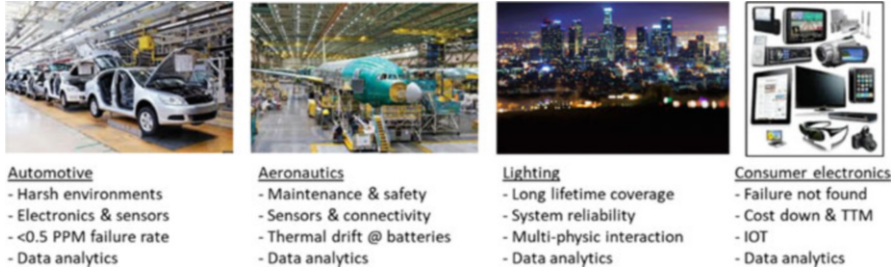 Automotive
- Harsh environments
- Electronics & sensors
- <0.5 PPM failure rate
- Data analytics
Aeronautics
- Maintenance & safety
- Sensors & connectivity
- Thermal drift @ batteries
- Data analytics
Lighting
- Long lifetime coverage
- System reliability
- Multi-physic interaction
- Data analytics
Consumer electronics
- Failure not found
- Cost down & TTM
- IOT
- Data analytics